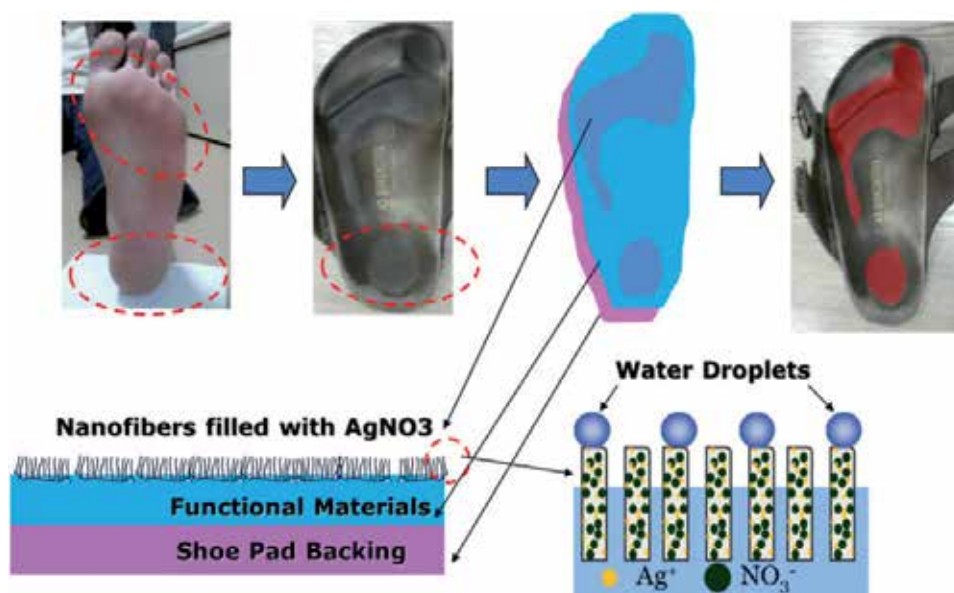 Water Droplets
Nanofibers filled with AgNO3
Functional Materials
Shoe Pad Backing
Ag⁺
NO₃⁻